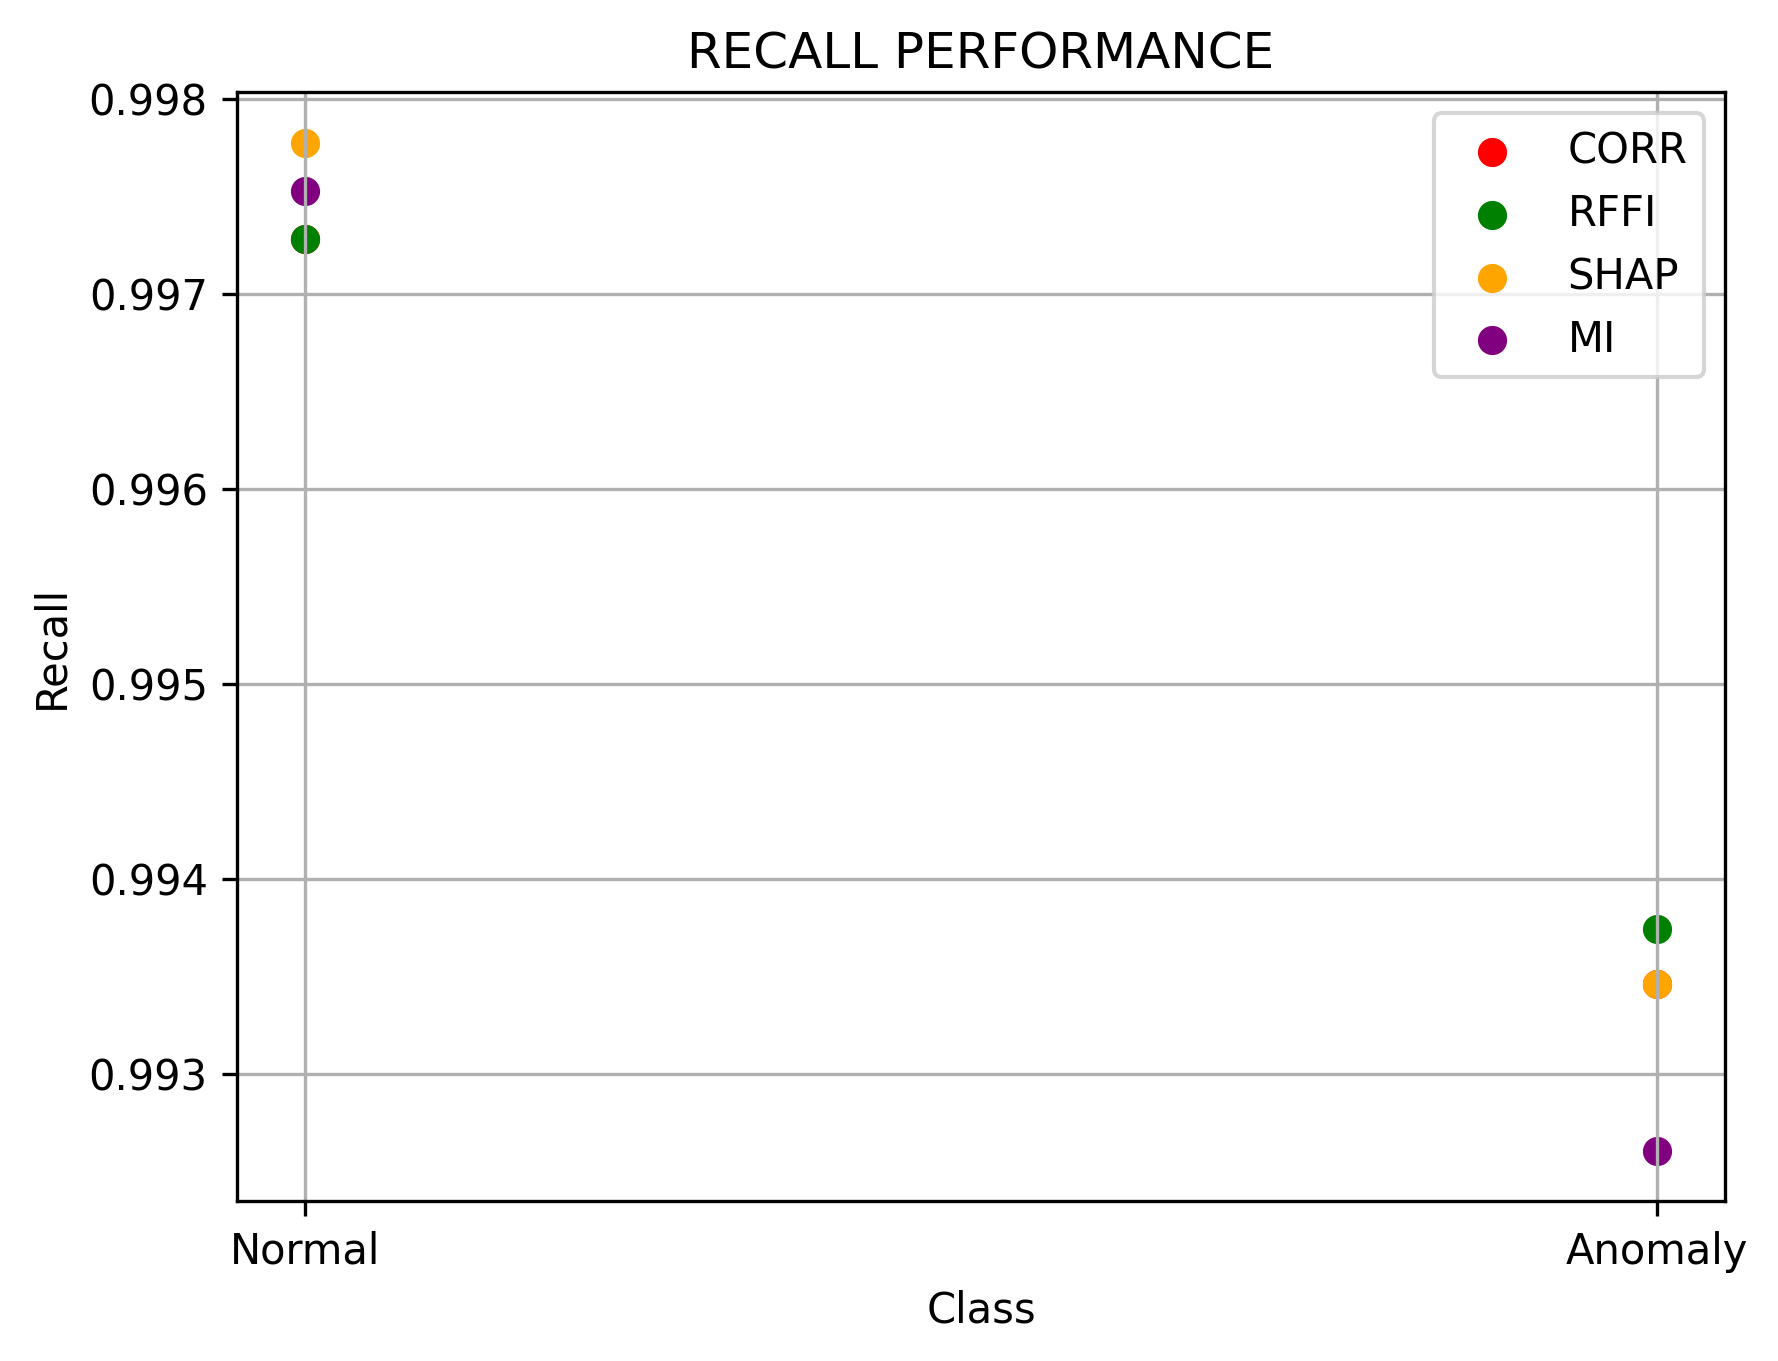 RECALL PERFORMANCE
0.998
0.997
0.996
0.995
0.994
0.993
Recall
CORR
RFFI
SHAP
MI
Normal
Anomaly
Class